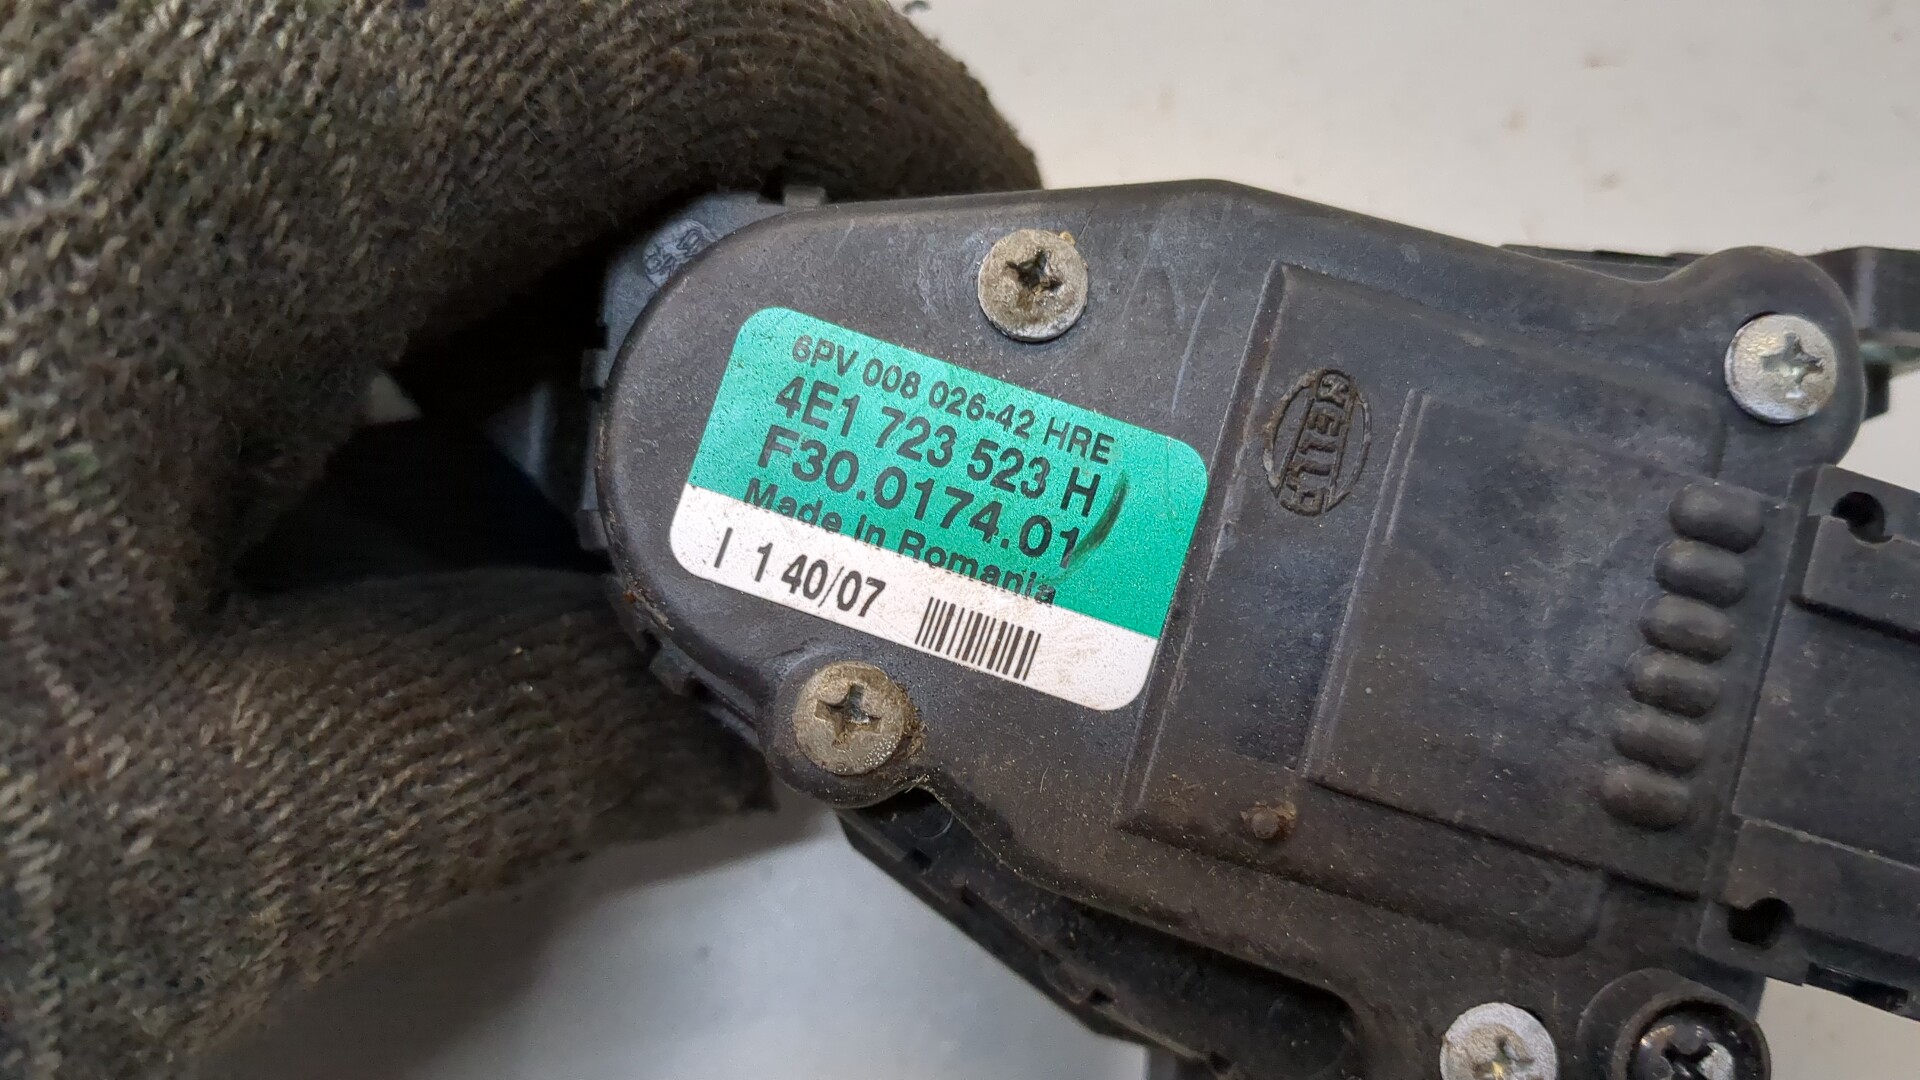 6PV 008 026-42 HRE
4E1 723 523 H
F30.0174.01
Made in Romania
I 1 40/07
HELLA